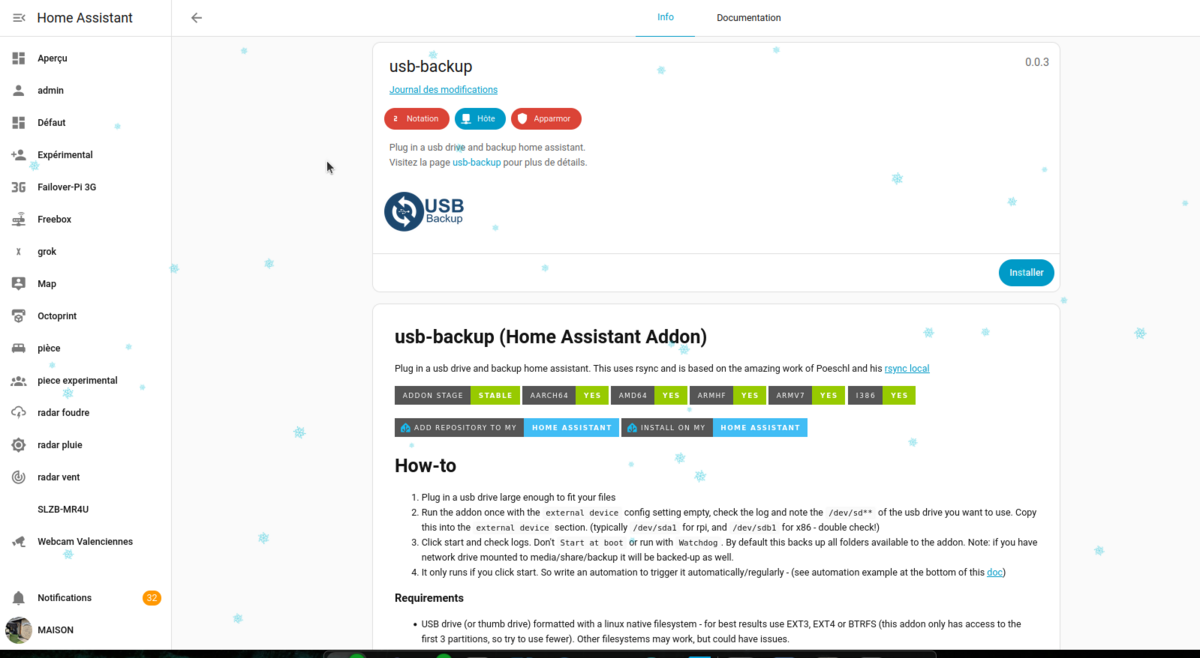 Home Assistant
Info
Documentation
Aperçu
admin
Défaut
Expérimental
3G Failover-Pi 3G
Freebox
X grok
Map
Octoprint
pièce
piece experimental
radar foudre
radar pluie
radar vent
SLZB-MR4U
Webcam Valenciennes
Notifications 32
MAISON
usb-backup
0.0.3
Journal des modifications
2 Notation
Hôte
Apparmor
Plug in a usb drive and backup home assistant.
Visitez la page usb-backup pour plus de détails.
USB
Backup
Installer
usb-backup (Home Assistant Addon)
Plug in a usb drive and backup home assistant. This uses rsync and is based on the amazing work of Poeschl and his rsync local
ADDON STAGE STABLE AARCH64 YES AMD64 YES ARMHF YES ARMV7 YES I386 YES
ADD REPOSITORY TO MY HOME ASSISTANT INSTALL ON MY HOME ASSISTANT
How-to
1. Plug in a usb drive large enough to fit your files
2. Run the addon once with the external device config setting empty, check the log and note the /dev/sd** of the usb drive you want to use. Copy
this into the external device section. (typically /dev/sda1 for rpi, and /dev/sdb1 for x86 - double check!)
3. Click start and check logs. Don't Start at boot or run with Watchdog. By default this backs up all folders available to the addon. Note: if you have
network drive mounted to media/share/backup it will be backed-up as well.
4. It only runs if you click start. So write an automation to trigger it automatically/regularly - (see automation example at the bottom of this doc)
Requirements
• USB drive (or thumb drive) formatted with a linux native filesystem - for best results use EXT3, EXT4 or BTRFS (this addon only has access to the
first 3 partitions, so try to use fewer). Other filesystems may work, but could have issues.